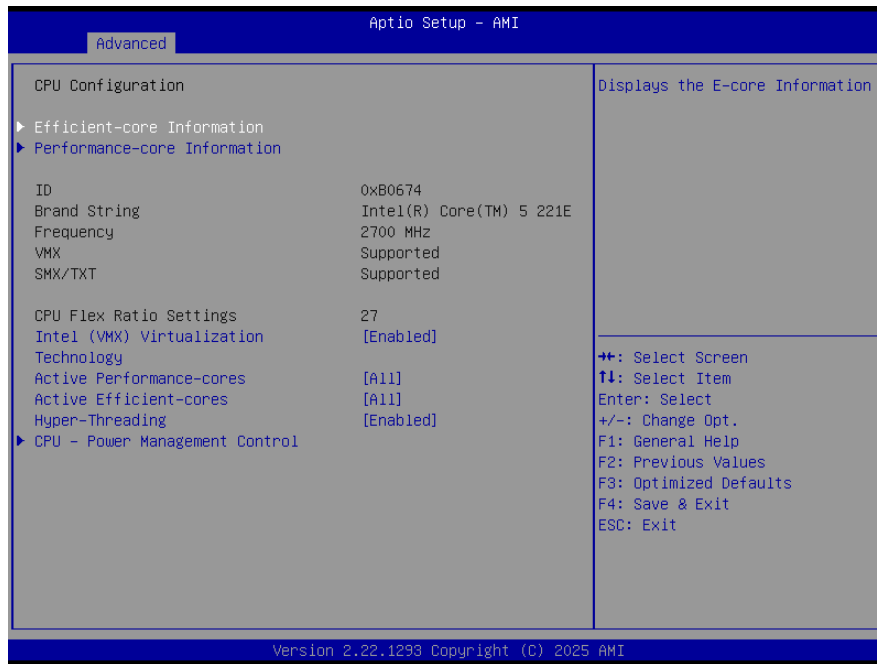 Aptio Setup - AMI
Advanced
CPU Configuration
Efficient-core Information
Performance-core Information
ID 0xB0674
Brand String Intel(R) Core(TM) 5 221E
Frequency 2700 MHz
VMX Supported
SMX/TXT Supported
CPU Flex Ratio Settings 27
Intel (VMX) Virtualization [Enabled]
Technology
Active Performance-cores [All]
Active Efficient-cores [All]
Hyper-Threading [Enabled]
CPU - Power Management Control
Displays the E-core Information
→←: Select Screen
↑↓: Select Item
Enter: Select
+/-: Change Opt.
F1: General Help
F2: Previous Values
F3: Optimized Defaults
F4: Save & Exit
ESC: Exit
Version 2.22.1293 Copyright (C) 2025 AMI